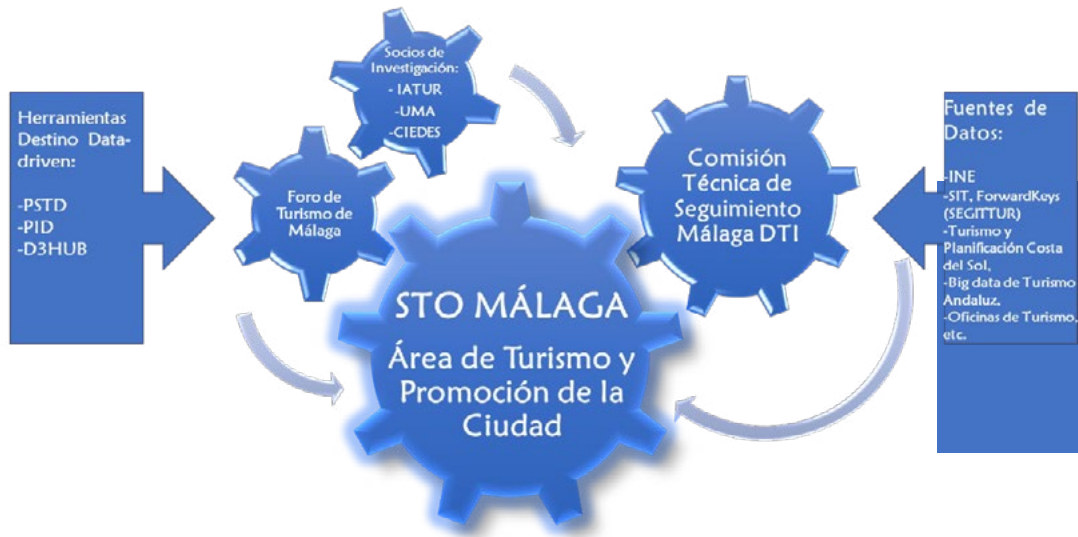 Herramientas
Destino Data-
driven:
-PSTD
-PID
-D3HUB
Socios de
Investigación:
- IATUR
-UMA
-CIEDES
Foro de
Turismo de
Málaga
Comisión
Técnica de
Seguimiento
Málaga DTI
STO MÁLAGA
Área de Turismo y
Promoción de la
Ciudad
Fuentes de
Datos:
-INE
-SIT, ForwardKeys
(SEGITTUR)
-Turismo y
Planificación Costa
del Sol,
-Big data de Turismo
Andaluz.
-Oficinas de Turismo,
etc.